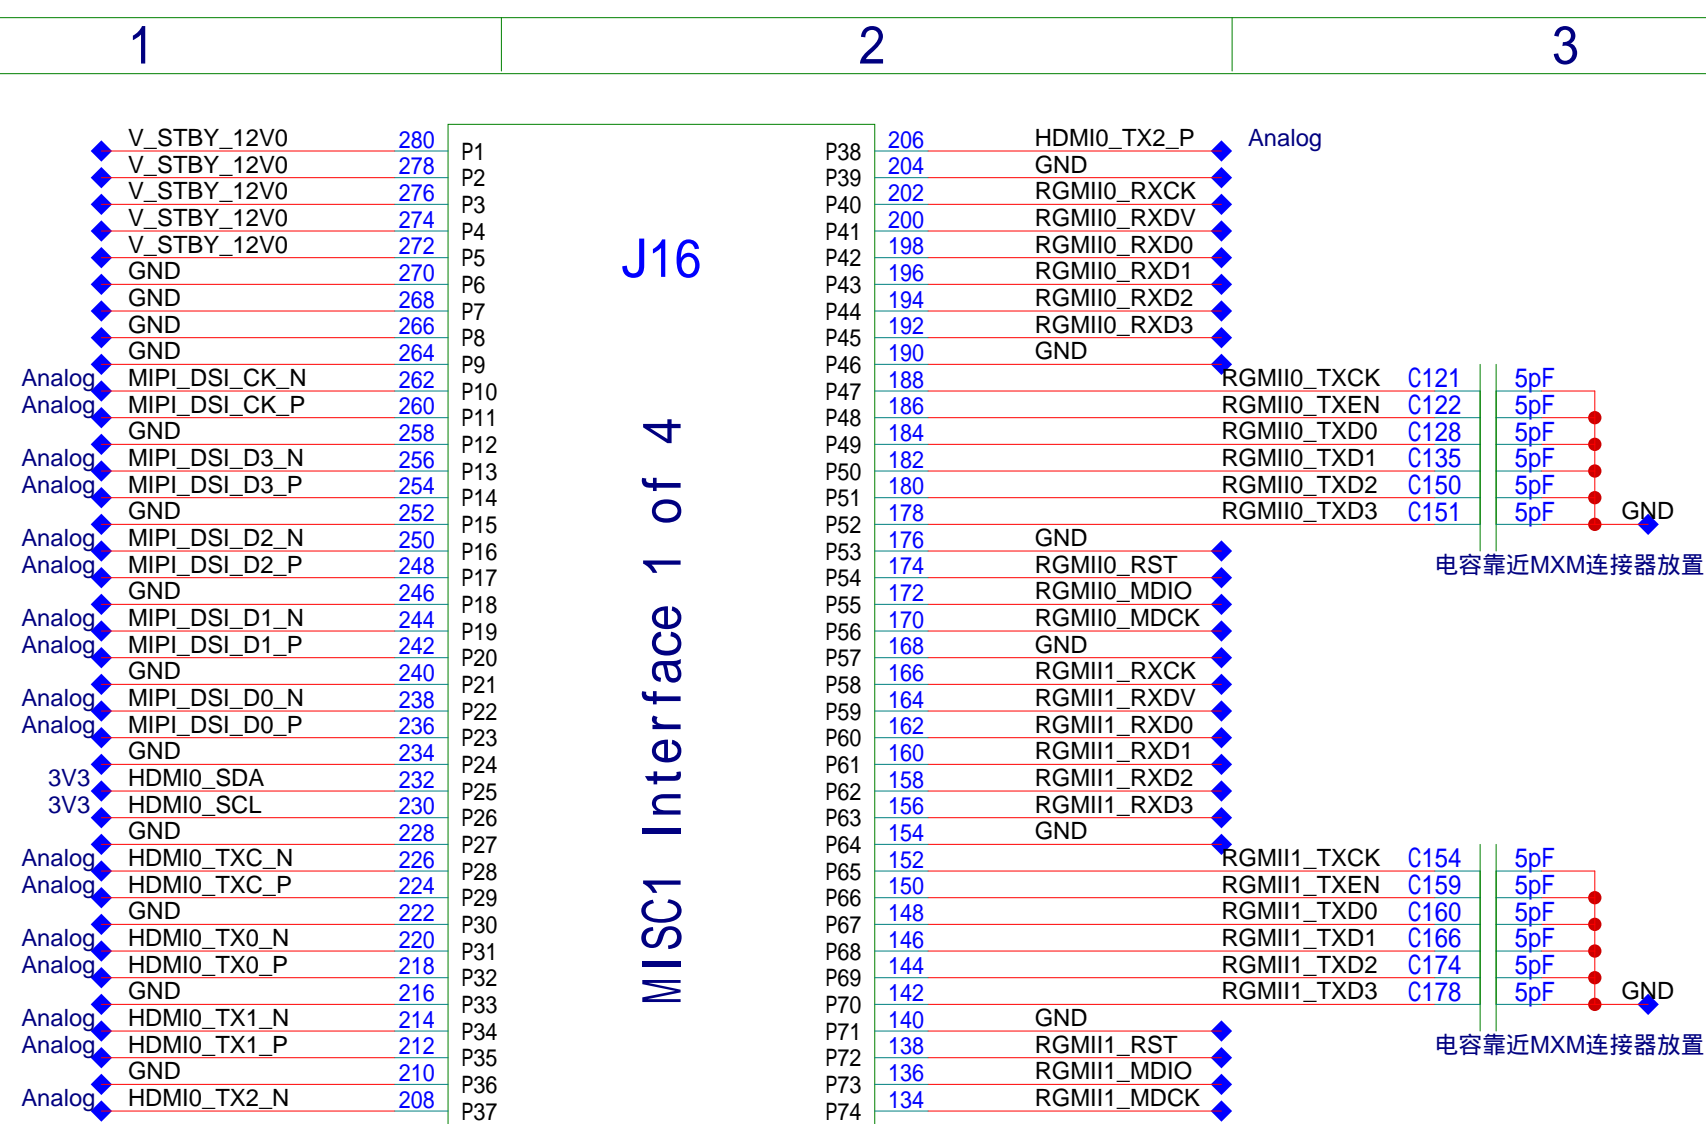 1 2 3
V_STBY_12V0 280 P1 P38 206 HDMI0_TX2_P Analog
V_STBY_12V0 278 P2 P39 204 GND
V_STBY_12V0 276 P3 P40 202 RGMII0_RXCK
V_STBY_12V0 274 P4 P41 200 RGMII0_RXDV
V_STBY_12V0 272 P5 P42 198 RGMII0_RXD0
J16
GND 270 P6 P43 196 RGMII0_RXD1
GND 268 P7 P44 194 RGMII0_RXD2
GND 266 P8 P45 192 RGMII0_RXD3
GND 264 P9 P46 190 GND
Analog MIPI_DSI_CK_N 262 P10 P47 188 RGMII0_TXCK C121 5pF
Analog MIPI_DSI_CK_P 260 P11 P48 186 RGMII0_TXEN C122 5pF
GND 258 P12 P49 184 RGMII0_TXD0 C128 5pF
Analog MIPI_DSI_D3_N 256 P13 P50 182 RGMII0_TXD1 C135 5pF
Analog MIPI_DSI_D3_P 254 P14 P51 180 RGMII0_TXD2 C150 5pF
GND 252 P15 P52 178 RGMII0_TXD3 C151 5pF GND
Analog MIPI_DSI_D2_N 250 P16 P53 176 GND
Analog MIPI_DSI_D2_P 248 P17 P54 174 RGMII0_RST 电容靠近MXM连接器放置
GND 246 P18 P55 172 RGMII0_MDIO
Analog MIPI_DSI_D1_N 244 P19 P56 170 RGMII0_MDCK
Analog MIPI_DSI_D1_P 242 P20 P57 168 GND
GND 240 P21 P58 166 RGMII1_RXCK
Analog MIPI_DSI_D0_N 238 P22 P59 164 RGMII1_RXDV
Analog MIPI_DSI_D0_P 236 P23 P60 162 RGMII1_RXD0
GND 234 P24 P61 160 RGMII1_RXD1
3V3 HDMI0_SDA 232 P25 P62 158 RGMII1_RXD2
3V3 HDMI0_SCL 230 P26 P63 156 RGMII1_RXD3
GND 228 P27 P64 154 GND
Analog HDMI0_TXC_N 226 P28 P65 152 RGMII1_TXCK C154 5pF
Analog HDMI0_TXC_P 224 P29 P66 150 RGMII1_TXEN C159 5pF
GND 222 P30 P67 148 RGMII1_TXD0 C160 5pF
Analog HDMI0_TX0_N 220 P31 P68 146 RGMII1_TXD1 C166 5pF
Analog HDMI0_TX0_P 218 P32 P69 144 RGMII1_TXD2 C174 5pF
GND 216 P33 P70 142 RGMII1_TXD3 C178 5pF GND
Analog HDMI0_TX1_N 214 P34 P71 140 GND
Analog HDMI0_TX1_P 212 P35 P72 138 RGMII1_RST 电容靠近MXM连接器放置
GND 210 P36 P73 136 RGMII1_MDIO
Analog HDMI0_TX2_N 208 P37 P74 134 RGMII1_MDCK
MISC1 Interface 1 of 4